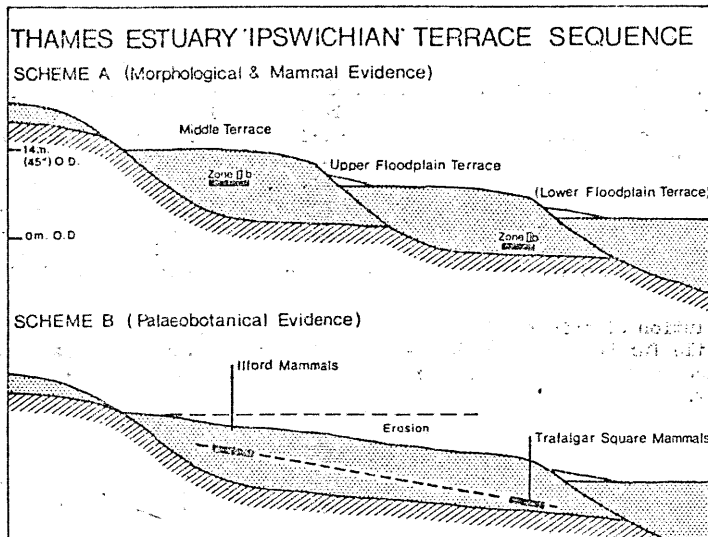 THAMES ESTUARY 'IPSWICHIAN' TERRACE SEQUENCE
SCHEME A (Morphological & Mammal Evidence)
Middle Terrace
14m.
(45') O.D.
Zone IIb
Upper Floodplain Terrace
(Lower Floodplain Terrace)
0m. O.D
Zone IIb
SCHEME B (Palaeobotanical Evidence)
Ilford Mammals
Erosion
Trafalgar Square Mammals